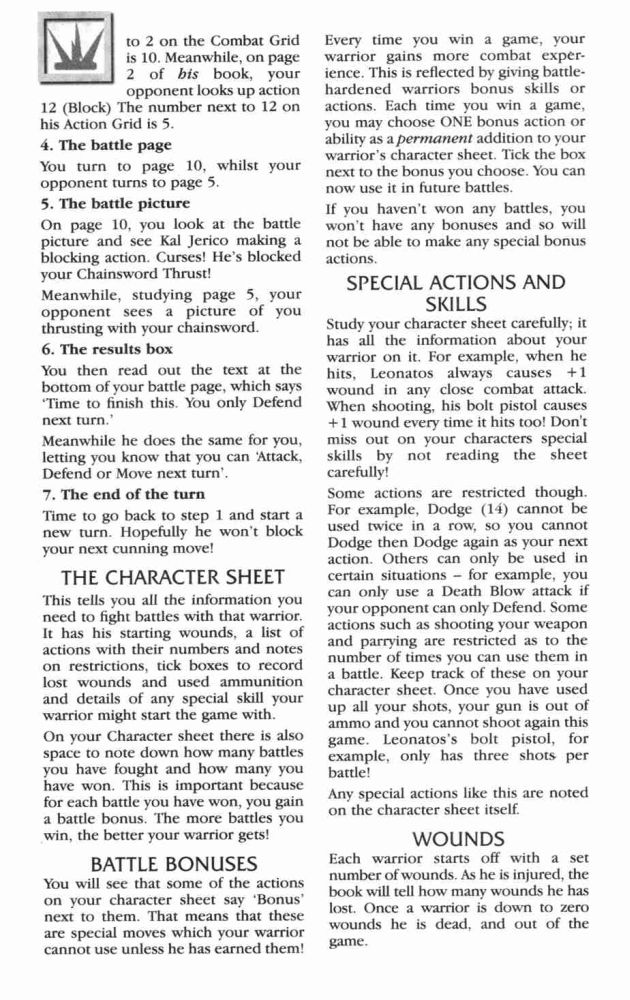 to 2 on the Combat Grid
is 10. Meanwhile, on page
2 of his book, your
opponent looks up action
12 (Block) The number next to 12 on
his Action Grid is 5.
4. The battle page
You turn to page 10, whilst your
opponent turns to page 5.
5. The battle picture
On page 10, you look at the battle
picture and see Kal Jerico making a
blocking action. Curses! He's blocked
your Chainsword Thrust!
Meanwhile, studying page 5, your
opponent sees a picture of you
thrusting with your chainsword.
6. The results box
You then read out the text at the
bottom of your battle page, which says
'Time to finish this. You only Defend
next turn.'
Meanwhile he does the same for you,
letting you know that you can 'Attack,
Defend or Move next turn'.
7. The end of the turn
Time to go back to step 1 and start a
new turn. Hopefully he won't block
your next cunning move!
THE CHARACTER SHEET
This tells you all the information you
need to fight battles with that warrior.
It has his starting wounds, a list of
actions with their numbers and notes
on restrictions, tick boxes to record
lost wounds and used ammunition
and details of any special skill your
warrior might start the game with.
On your Character sheet there is also
space to note down how many battles
you have fought and how many you
have won. This is important because
for each battle you have won, you gain
a battle bonus. The more battles you
win, the better your warrior gets!
BATTLE BONUSES
You will see that some of the actions
on your character sheet say 'Bonus'
next to them. That means that these
are special moves which your warrior
cannot use unless he has earned them!
Every time you win a game, your
warrior gains more combat exper-
ience. This is reflected by giving battle-
hardened warriors bonus skills or
actions. Each time you win a game,
you may choose ONE bonus action or
ability as a permanent addition to your
warrior's character sheet. Tick the box
next to the bonus you choose. You can
now use it in future battles.
If you haven't won any battles, you
won't have any bonuses and so will
not be able to make any special bonus
actions.
SPECIAL ACTIONS AND
SKILLS
Study your character sheet carefully; it
has all the information about your
warrior on it. For example, when he
hits, Leonatos always causes +1
wound in any close combat attack.
When shooting, his bolt pistol causes
+1 wound every time it hits too! Don't
miss out on your characters special
skills by not reading the sheet
carefully!
Some actions are restricted though.
For example, Dodge (14) cannot be
used twice in a row, so you cannot
Dodge then Dodge again as your next
action. Others can only be used in
certain situations – for example, you
can only use a Death Blow attack if
your opponent can only Defend. Some
actions such as shooting your weapon
and parrying are restricted as to the
number of times you can use them in
a battle. Keep track of these on your
character sheet. Once you have used
up all your shots, your gun is out of
ammo and you cannot shoot again this
game. Leonatos's bolt pistol, for
example, only has three shots per
battle!
Any special actions like this are noted
on the character sheet itself.
WOUNDS
Each warrior starts off with a set
number of wounds. As he is injured, the
book will tell how many wounds he has
lost. Once a warrior is down to zero
wounds he is dead, and out of the
game.